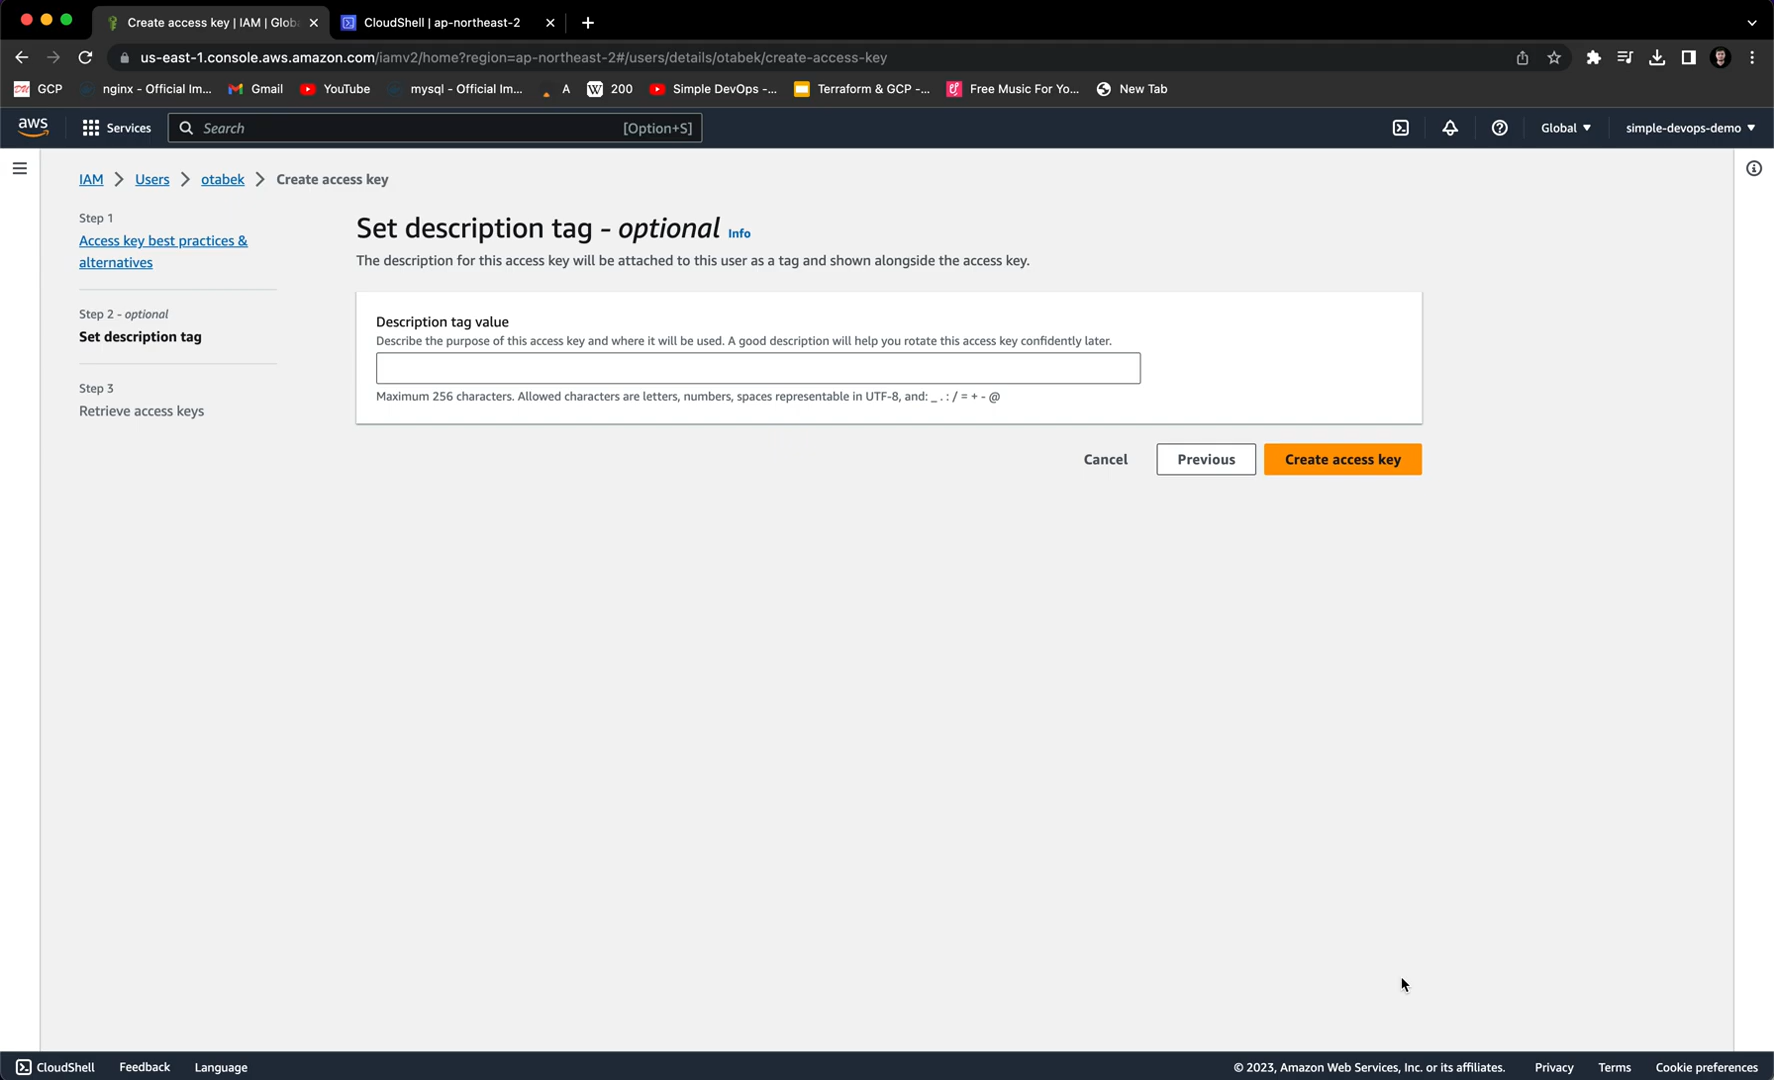 Create access key | IAM | Glob
CloudShell | ap-northeast-2
us-east-1.console.aws.amazon.com/iamv2/home?region=ap-northeast-2#/users/details/otabek/create-access-key
GCP
nginx - Official Im...
Gmail
YouTube
mysql - Official Im...
A
200
Simple DevOps -...
Terraform & GCP -...
Free Music For Yo...
New Tab
aws
Services
Search
[Option+S]
Global
simple-devops-demo
IAM
Users
otabek
Create access key
Step 1
Access key best practices &
alternatives
Step 2 - optional
Set description tag
Step 3
Retrieve access keys
Set description tag - optional Info
The description for this access key will be attached to this user as a tag and shown alongside the access key.
Description tag value
Describe the purpose of this access key and where it will be used. A good description will help you rotate this access key confidently later.
Maximum 256 characters. Allowed characters are letters, numbers, spaces representable in UTF-8, and: _ . : / = + - @
Cancel
Previous
Create access key
CloudShell
Feedback
Language
© 2023, Amazon Web Services, Inc. or its affiliates.
Privacy
Terms
Cookie preferences